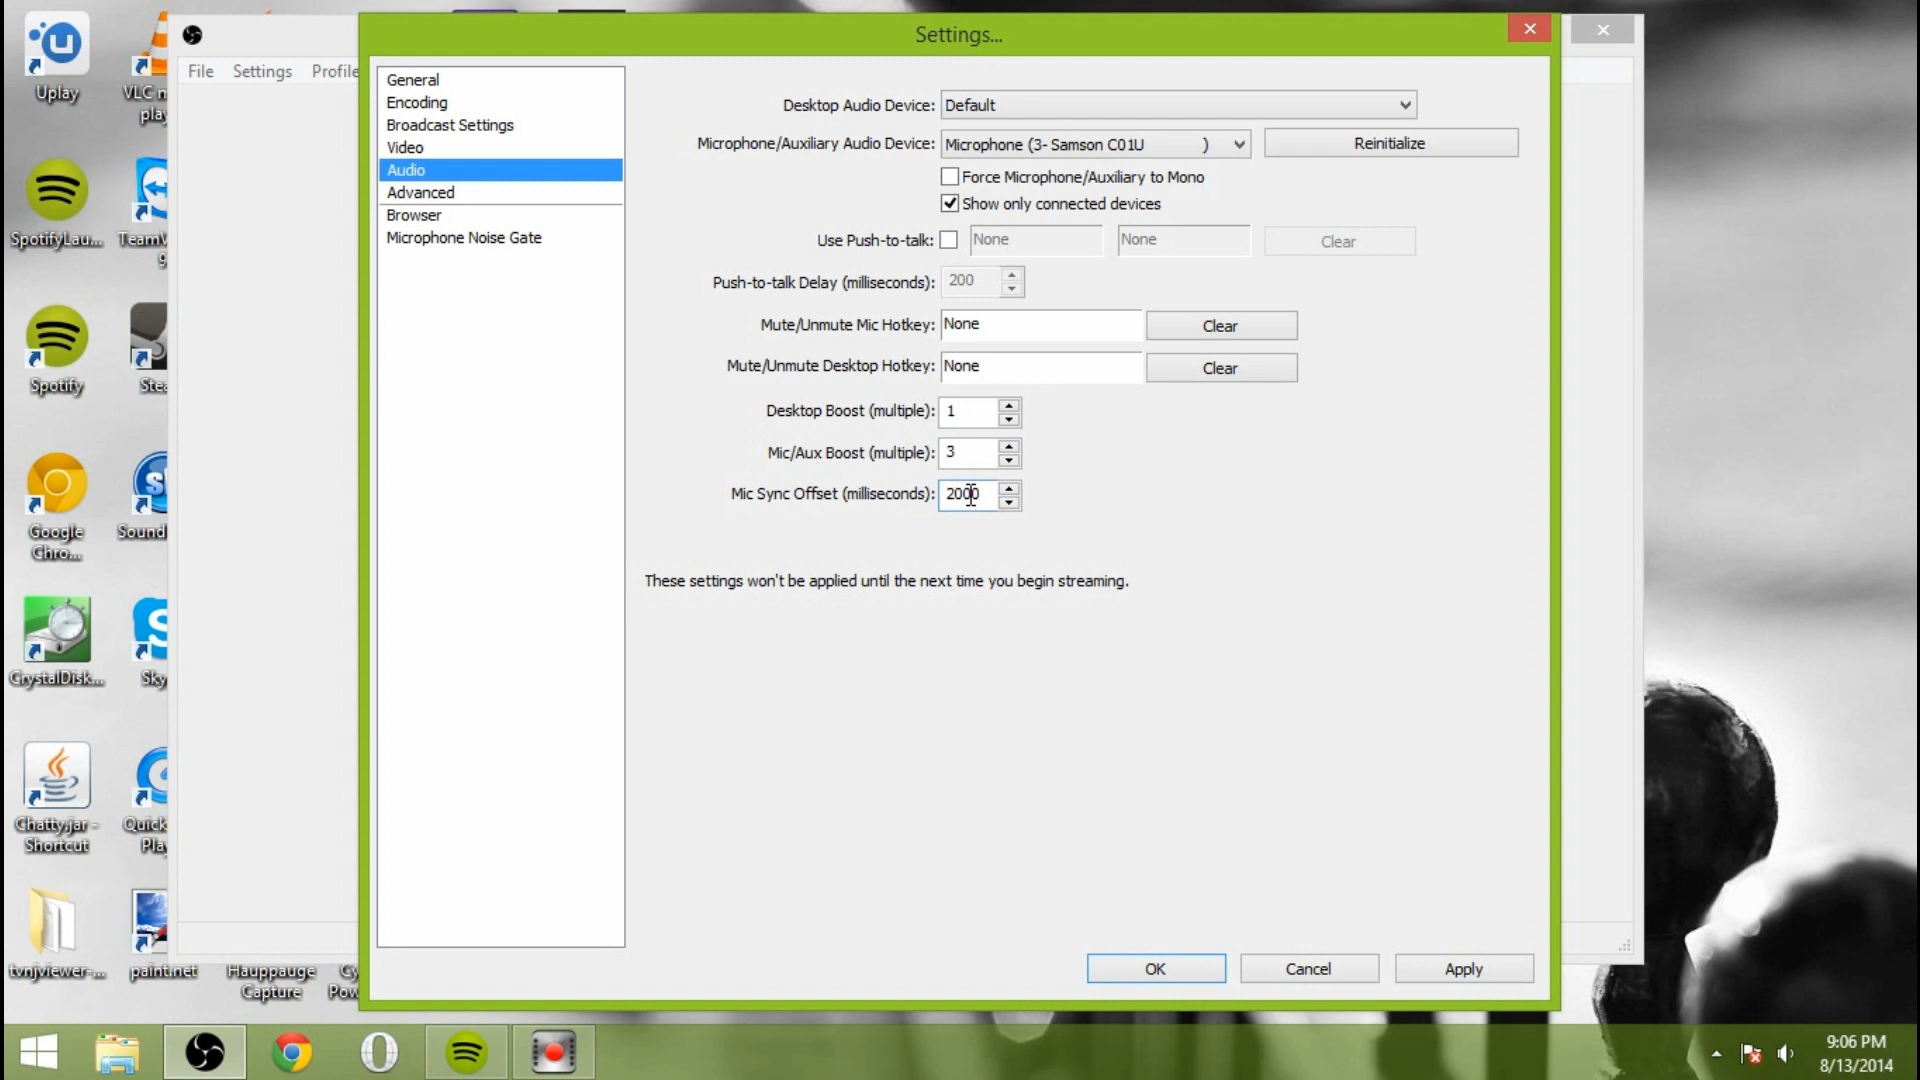 Settings...
File Settings Profile
General
Encoding
Broadcast Settings
Video
Audio
Advanced
Browser
Microphone Noise Gate
Desktop Audio Device: Default
Microphone/Auxiliary Audio Device: Microphone (3- Samson C01U ) Reinitialize
Force Microphone/Auxiliary to Mono
Show only connected devices
Use Push-to-talk: None None Clear
Push-to-talk Delay (milliseconds): 200
Mute/Unmute Mic Hotkey: None Clear
Mute/Unmute Desktop Hotkey: None Clear
Desktop Boost (multiple): 1
Mic/Aux Boost (multiple): 3
Mic Sync Offset (milliseconds): 2000
These settings won't be applied until the next time you begin streaming.
OK Cancel Apply
Uplay
VLC m
play
SpotifyLau...
TeamV
9
Spotify
Stea
Google
Chro...
Sound
CrystalDisk...
Sky
Chatty.jar -
Shortcut
Quick
Pla
tvnjviewer-...
paint.net
Hauppauge
Capture
Cy
Pow
9:06 PM
8/13/2014